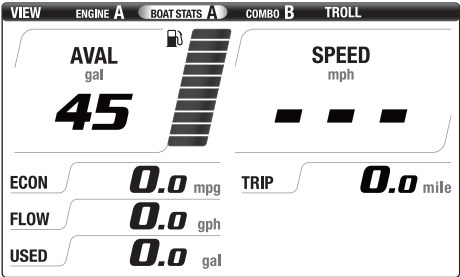 VIEW ENGINE A BOAT STATS A COMBO B TROLL
AVAL
gal
45
SPEED
mph
- - -
ECON 0.0 mpg
TRIP 0.0 mile
FLOW 0.0 gph
USED 0.0 gal